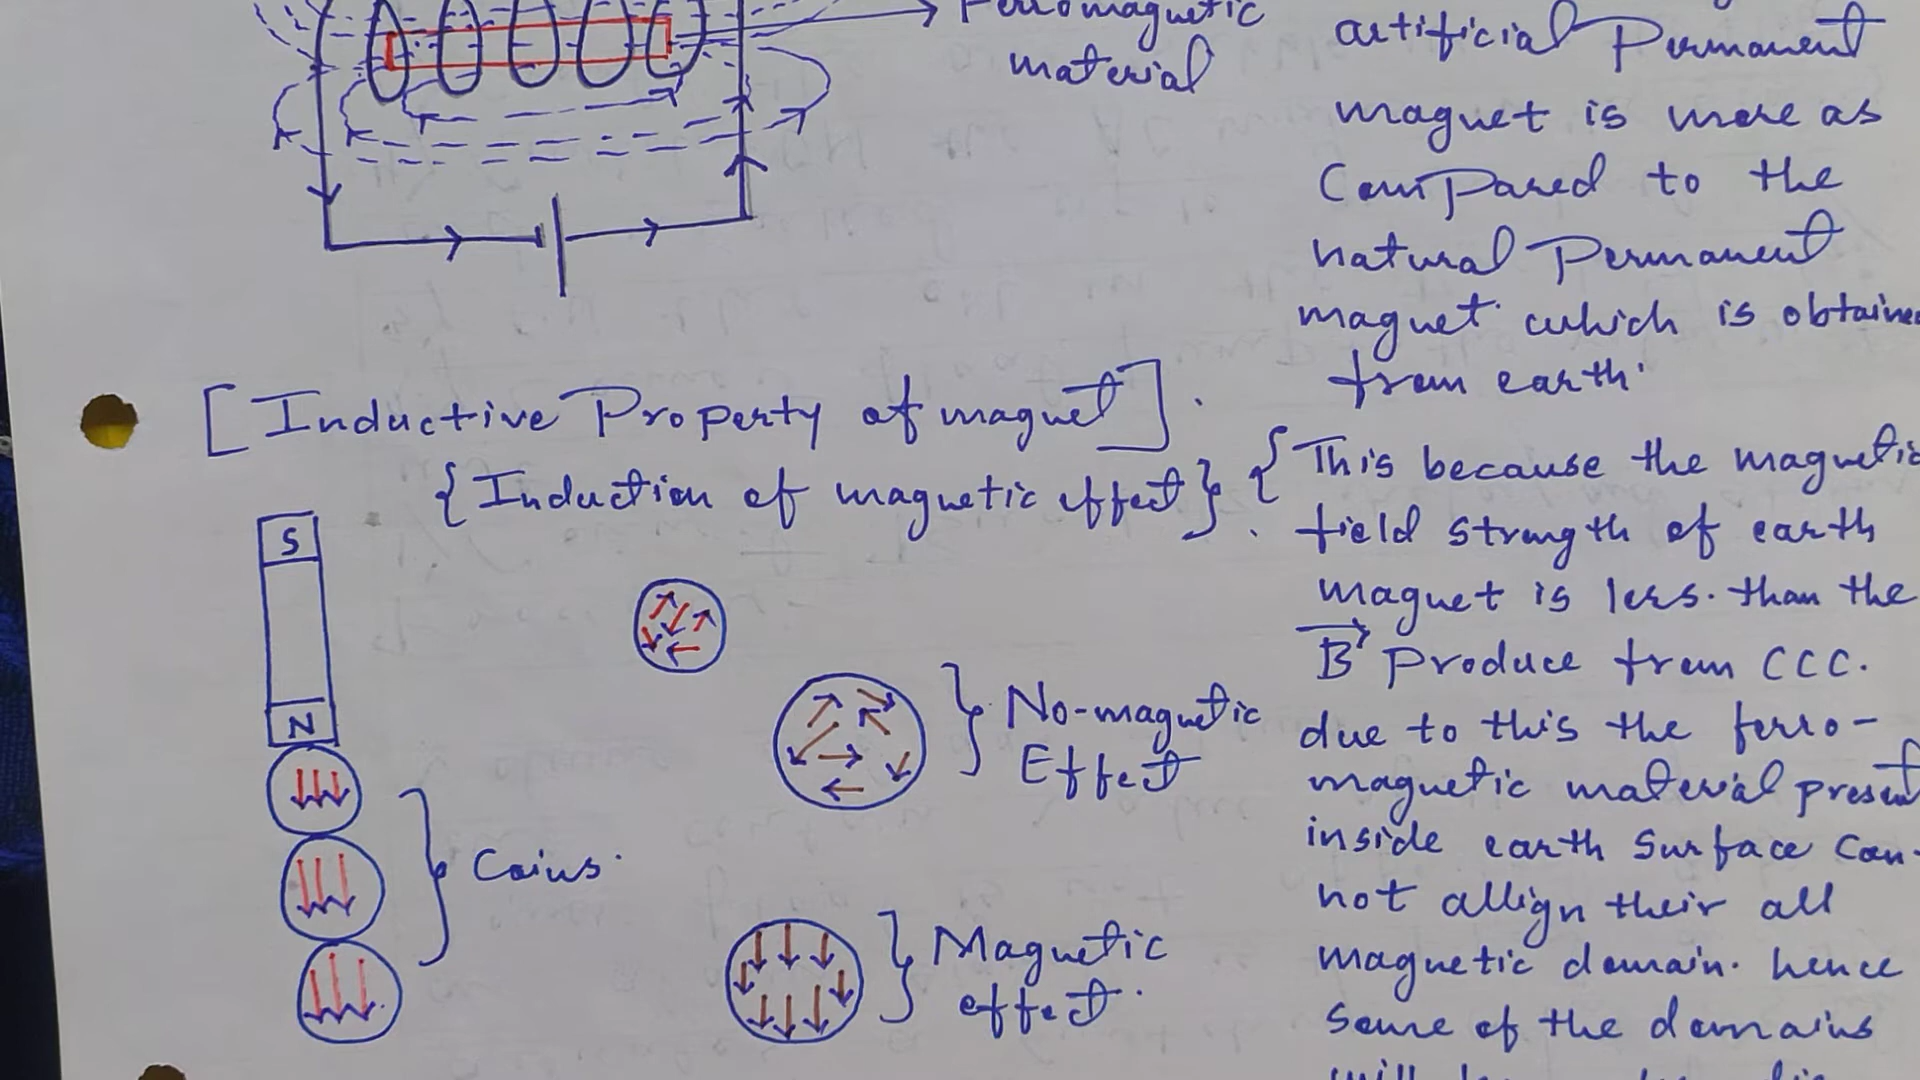 Ferromagnetic
material
[Inductive Property of magnet].
{Induction of magnetic effect}.
S
N
Coins.
No-magnetic
Effect
Magnetic
effect.
artificial Permanent
magnet is more as
Compared to the
natural Permanent
magnet which is obtained
from earth.
{This because the magnetic
field strength of earth
magnet is less. than the
B⃗ produce from CCC.
due to this the ferro-
magnetic material present
inside earth surface can-
not allign their all
magnetic domain. hence
some of the domains
will